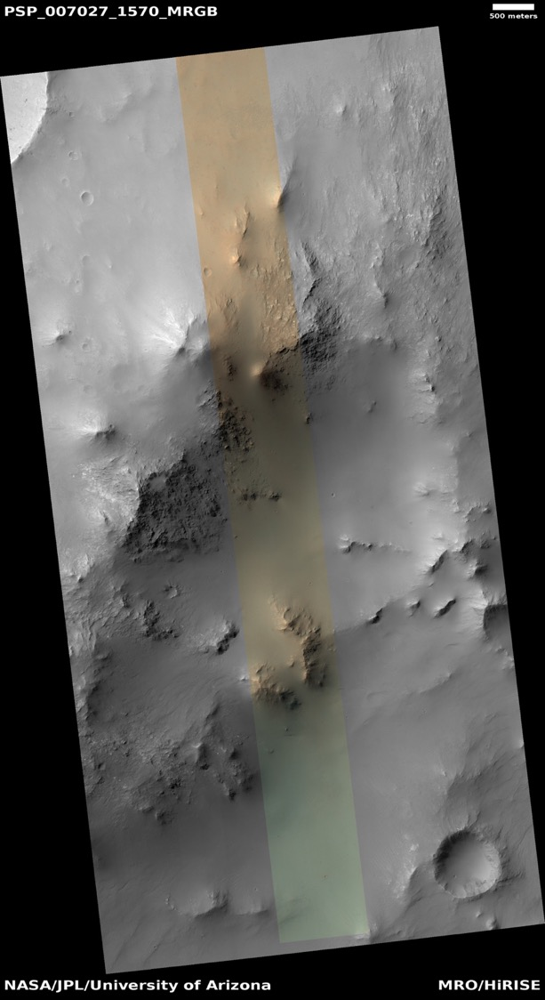 PSP_007027_1570_MRGB
500 meters
NASA/JPL/University of Arizona
MRO/HiRISE